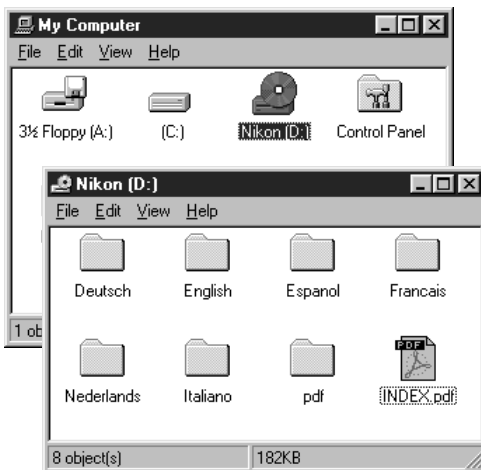 My Computer
File Edit View Help
3½ Floppy (A:) (C:) Nikon (D:) Control Panel
Nikon (D:)
File Edit View Help
Deutsch English Espanol Francais
PDF
Nederlands Italiano pdf INDEX.pdf
1 ob
8 object(s) 182KB